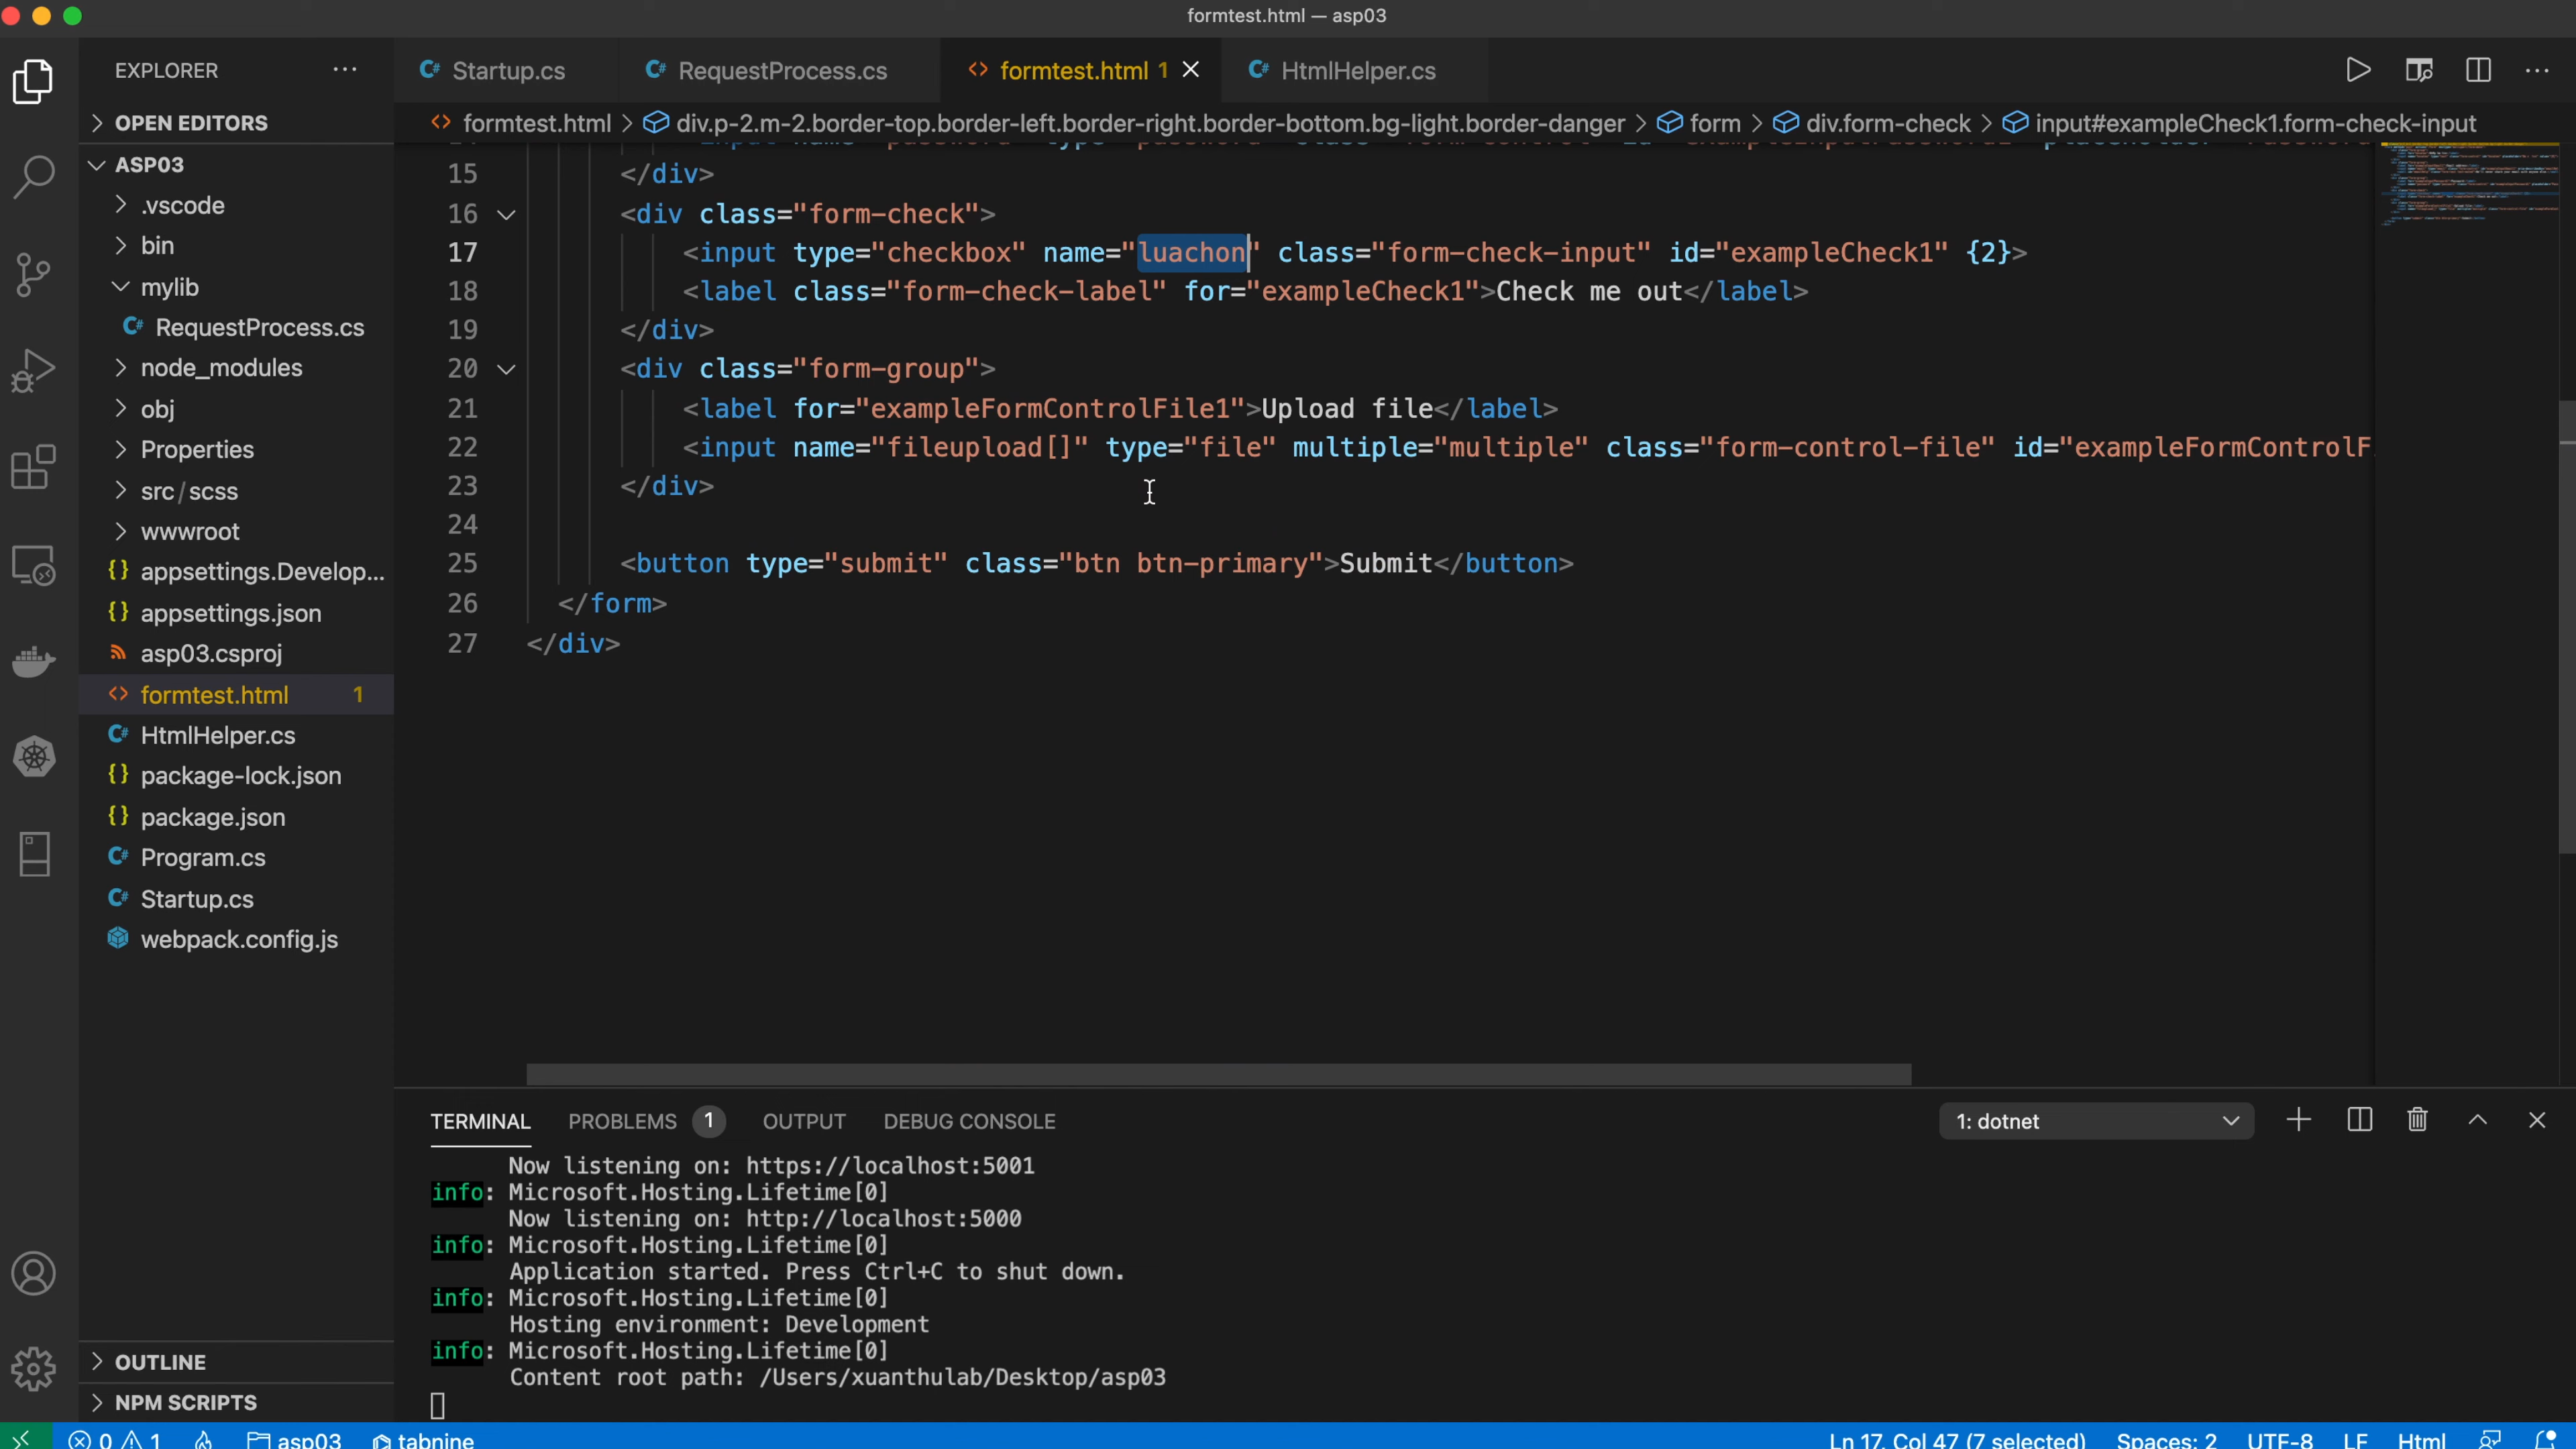 formtest.html — asp03
EXPLORER
Startup.cs
RequestProcess.cs
formtest.html 1
HtmlHelper.cs
OPEN EDITORS
formtest.html > div.p-2.m-2.border-top.border-left.border-right.border-bottom.bg-light.border-danger > form > div.form-check > input#exampleCheck1.form-check-input
ASP03
.vscode
bin
mylib
RequestProcess.cs
node_modules
obj
Properties
src/scss
wwwroot
appsettings.Develop...
appsettings.json
asp03.csproj
formtest.html 1
HtmlHelper.cs
package-lock.json
package.json
Program.cs
Startup.cs
webpack.config.js
OUTLINE
NPM SCRIPTS
15 </div>
16 <div class="form-check">
17 <input type="checkbox" name="luachon" class="form-check-input" id="exampleCheck1" {2}>
18 <label class="form-check-label" for="exampleCheck1">Check me out</label>
19 </div>
20 <div class="form-group">
21 <label for="exampleFormControlFile1">Upload file</label>
22 <input name="fileupload[]" type="file" multiple="multiple" class="form-control-file" id="exampleFormControlF
23 </div>
24
25 <button type="submit" class="btn btn-primary">Submit</button>
26 </form>
27 </div>
TERMINAL PROBLEMS 1 OUTPUT DEBUG CONSOLE
1: dotnet
Now listening on: https://localhost:5001
info: Microsoft.Hosting.Lifetime[0]
Now listening on: http://localhost:5000
info: Microsoft.Hosting.Lifetime[0]
Application started. Press Ctrl+C to shut down.
info: Microsoft.Hosting.Lifetime[0]
Hosting environment: Development
info: Microsoft.Hosting.Lifetime[0]
Content root path: /Users/xuanthulab/Desktop/asp03
0 1 asp03 tabnine
Ln 17, Col 47 (7 selected) Spaces: 2 UTF-8 LF Html